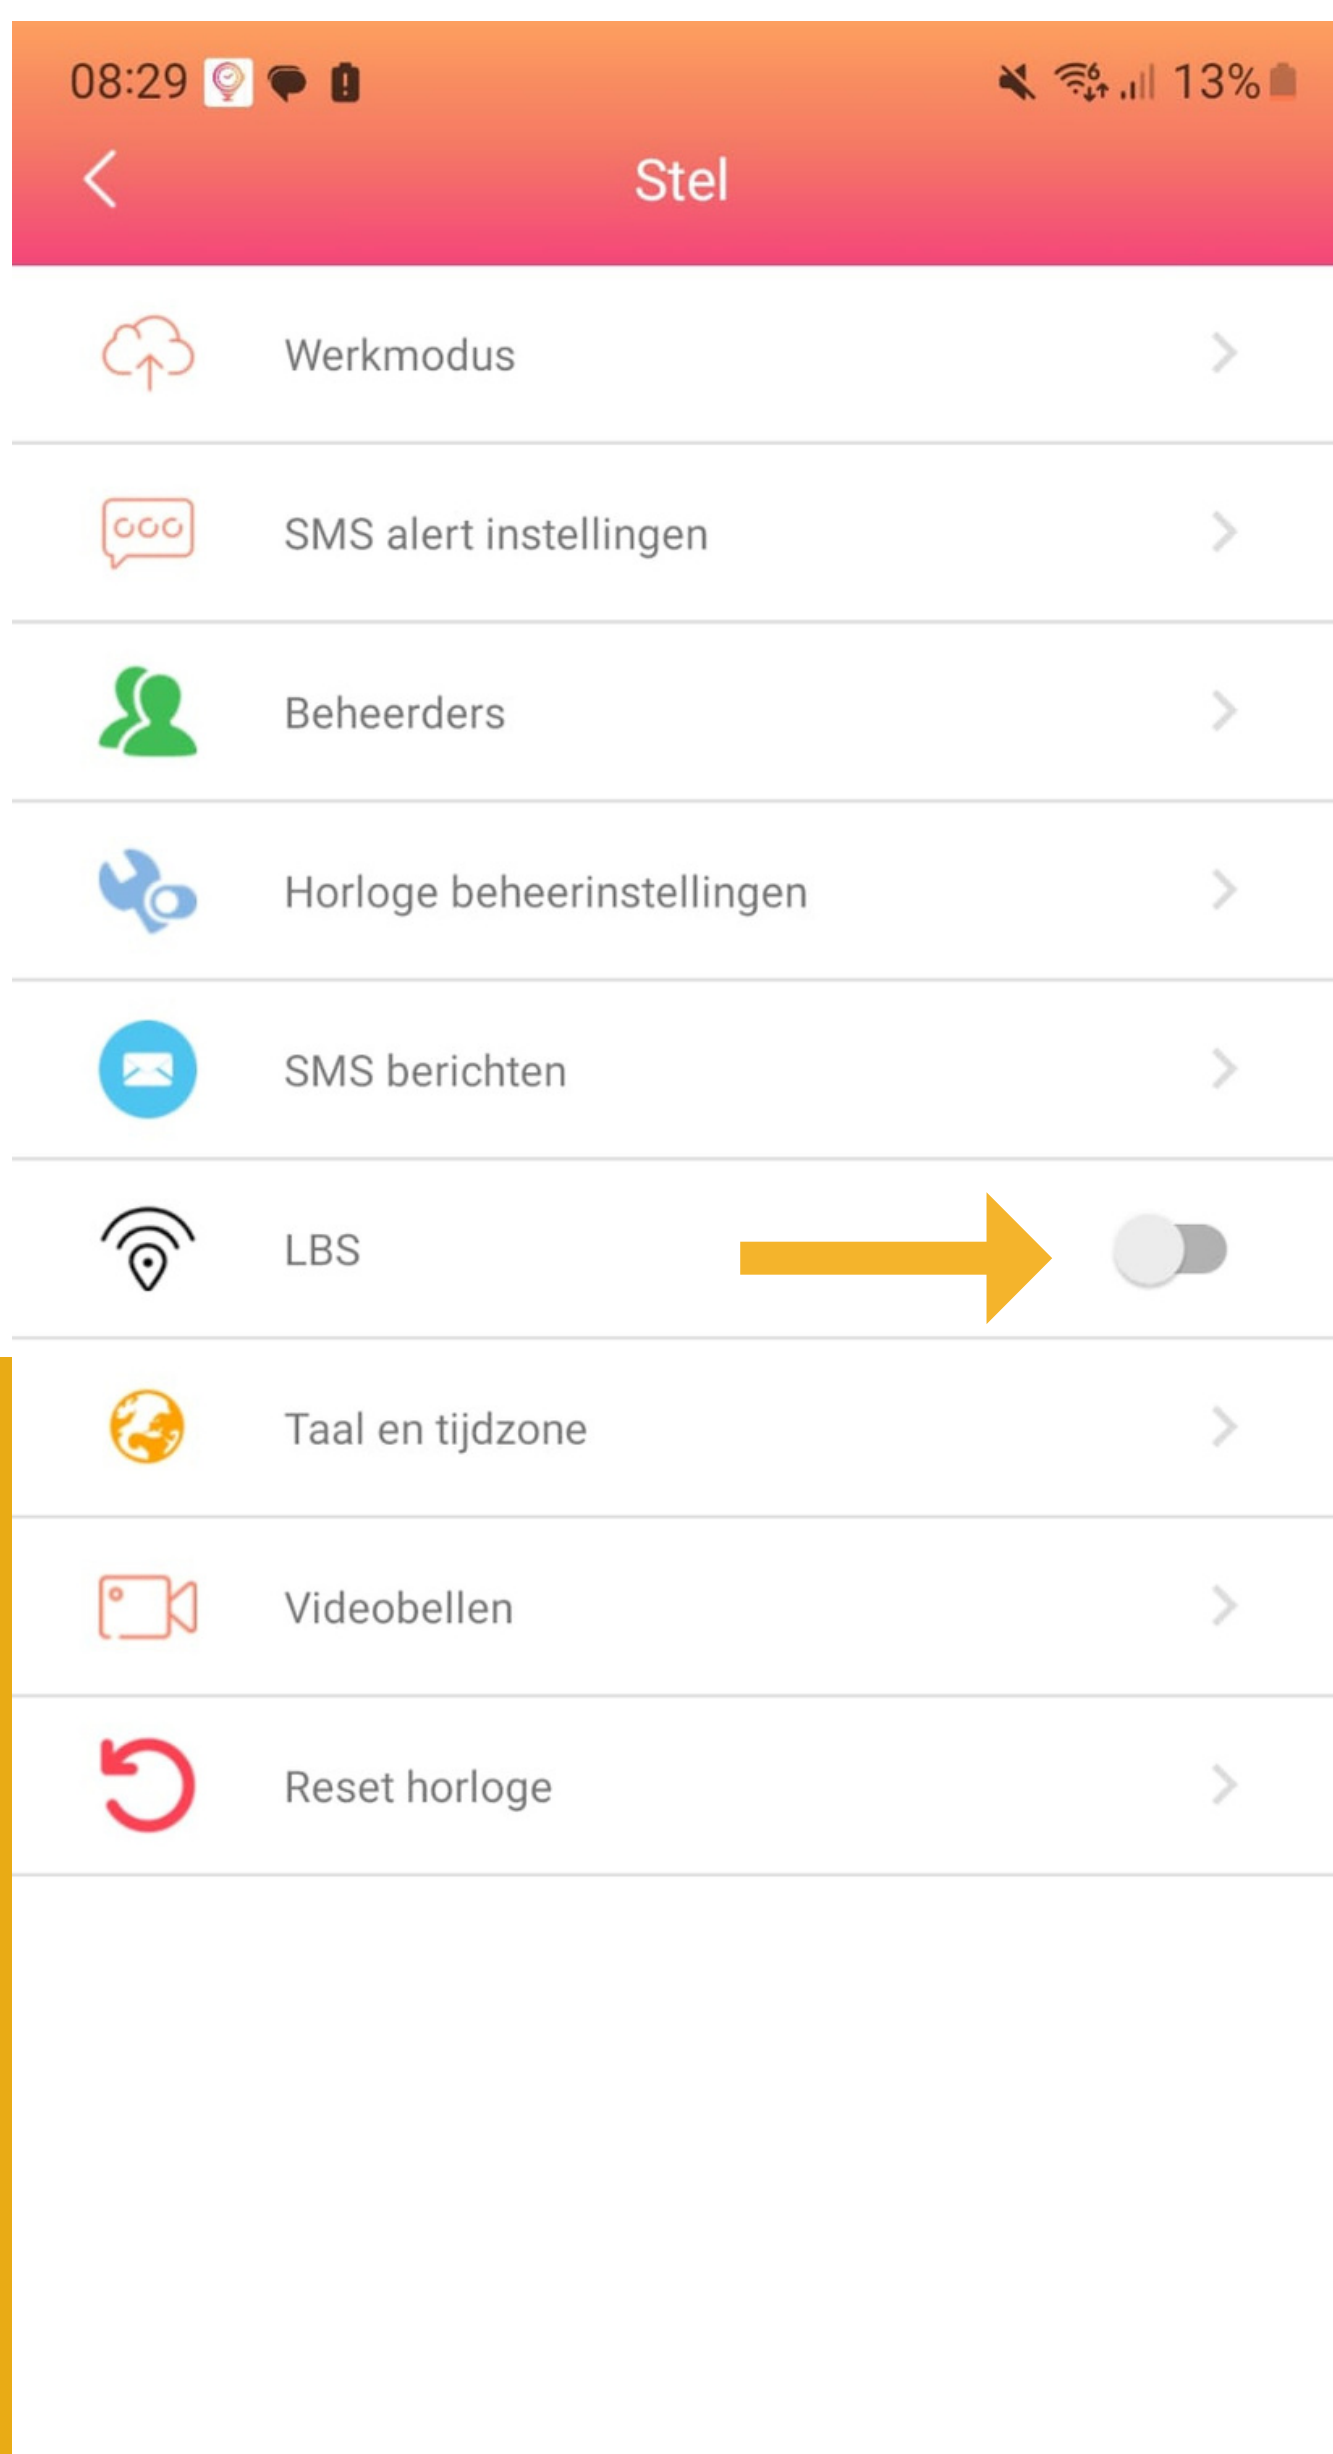 08:29 13%
Stel
Werkmodus
SMS alert instellingen
Beheerders
Horloge beheerinstellingen
SMS berichten
LBS
Taal en tijdzone
Videobellen
Reset horloge